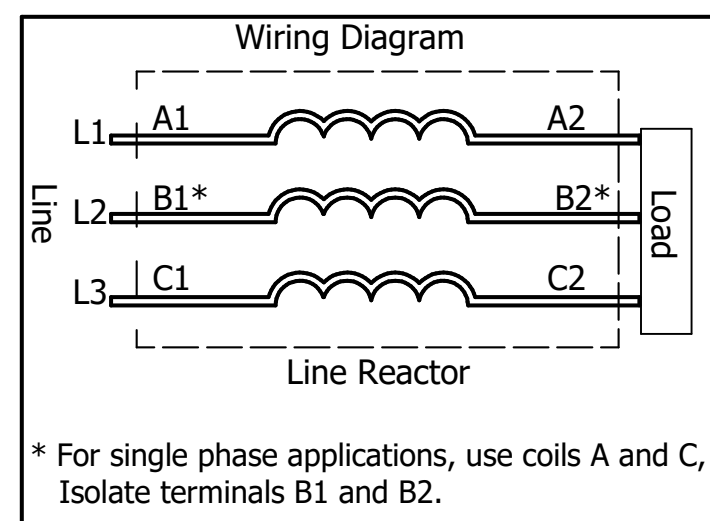 Wiring Diagram
L1 A1 A2
L2 B1* B2*
L3 C1 C2
Line
Load
Line Reactor
* For single phase applications, use coils A and C,
Isolate terminals B1 and B2.